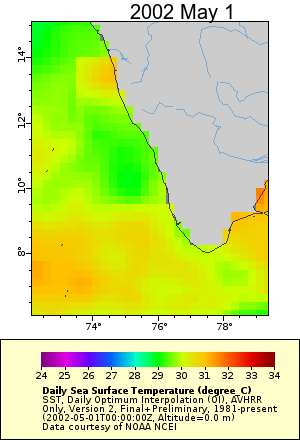 2002 May 1
14°
12°
10°
8°
74°
76°
78°
24 25 26 27 28 29 30 31 32 33 34
Daily Sea Surface Temperature (degree_C)
SST, Daily Optimum Interpolation (OI), AVHRR
Only, Version 2, Final+Preliminary, 1981-present
(2002-05-01T00:00:00Z, Altitude=0.0 m)
Data courtesy of NOAA NCEI